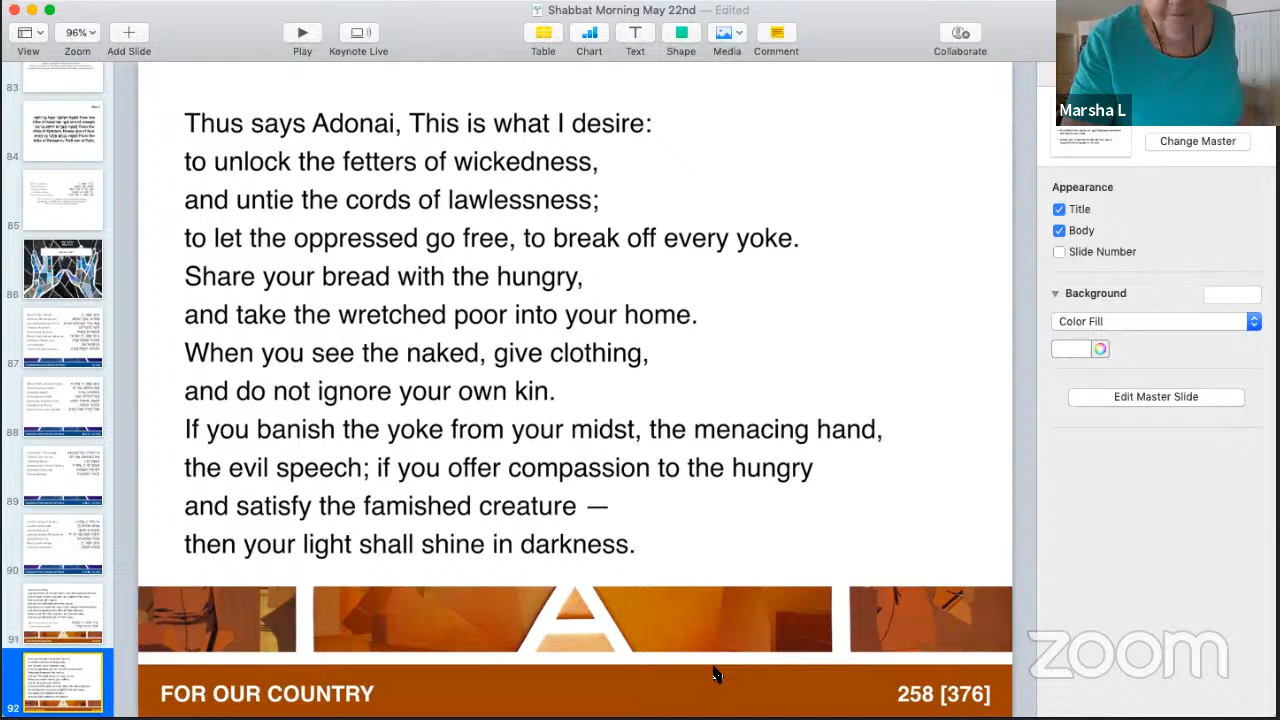 Shabbat Morning May 22nd — Edited
View
96%
Zoom
Add Slide
Play
Keynote Live
Table
Chart
Text
Shape
Media
Comment
Collaborate
Marsha L
Change Master
Appearance
Title
Body
Slide Number
Background
Color Fill
Edit Master Slide
83
84
85
86
87
88
89
90
91
92
Thus says Adonai, This is what I desire:
to unlock the fetters of wickedness,
and untie the cords of lawlessness;
to let the oppressed go free, to break off every yoke.
Share your bread with the hungry,
and take the wretched poor into your home.
When you see the naked, give clothing,
and do not ignore your own kin.
If you banish the yoke from your midst, the menacing hand,
the evil speech; if you offer compassion to the hungry
and satisfy the famished creature —
then your light shall shine in darkness.
FOR OUR COUNTRY
258 [376]
zoom